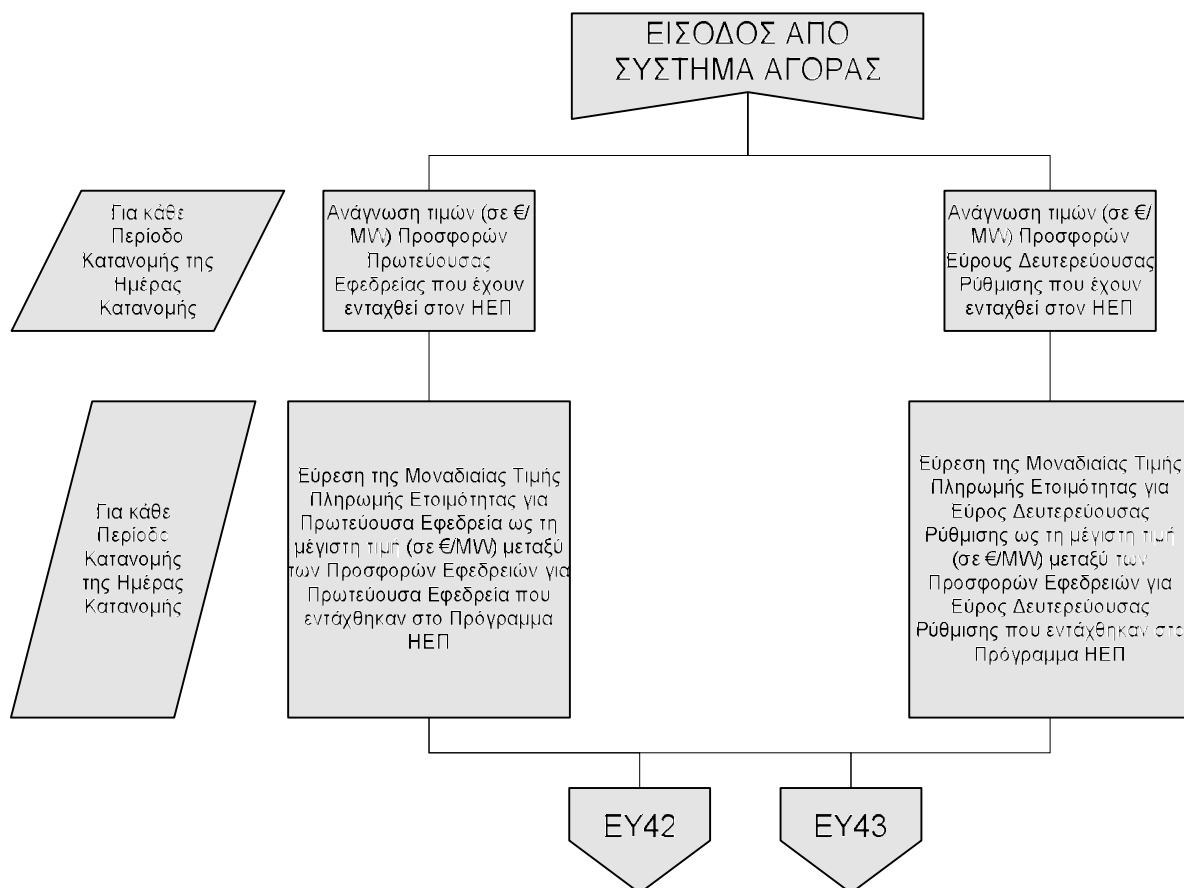 ΕΙΣΟΔΟΣ ΑΠΟ
ΣΥΣΤΗΜΑ ΑΓΟΡΑΣ
Για κάθε
Περίοδο
Κατανομής της
Ημέρας
Κατανομής
Ανάγνωση τιμών (σε €/
MW) Προσφορών
Πρωτεύουσας
Εφεδρείας που έχουν
ενταχθεί στον ΗΕΠ
Ανάγνωση τιμών (σε €/
MW) Προσφορών
Εύρους Δευτερεύουσας
Ρύθμισης που έχουν
ενταχθεί στον ΗΕΠ
Για κάθε
Περίοδο
Κατανομής
της Ημέρας
Κατανομής
Εύρεση της Μοναδιαίας Τιμής
Πληρωμής Ετοιμότητας για
Πρωτεύουσα Εφεδρεία ως τη
μέγιστη τιμή (σε €/MW) μεταξύ
των Προσφορών Εφεδρειών για
Πρωτεύουσα Εφεδρεία που
εντάχθηκαν στο Πρόγραμμα
ΗΕΠ
Εύρεση της Μοναδιαίας Τιμής
Πληρωμής Ετοιμότητας για
Εύρος Δευτερεύουσας
Ρύθμισης ως τη μέγιστη τιμή
(σε €/MW) μεταξύ των
Προσφορών Εφεδρειών για
Εύρος Δευτερεύουσας
Ρύθμισης που εντάχθηκαν στο
Πρόγραμμα ΗΕΠ
ΕΥ42
ΕΥ43